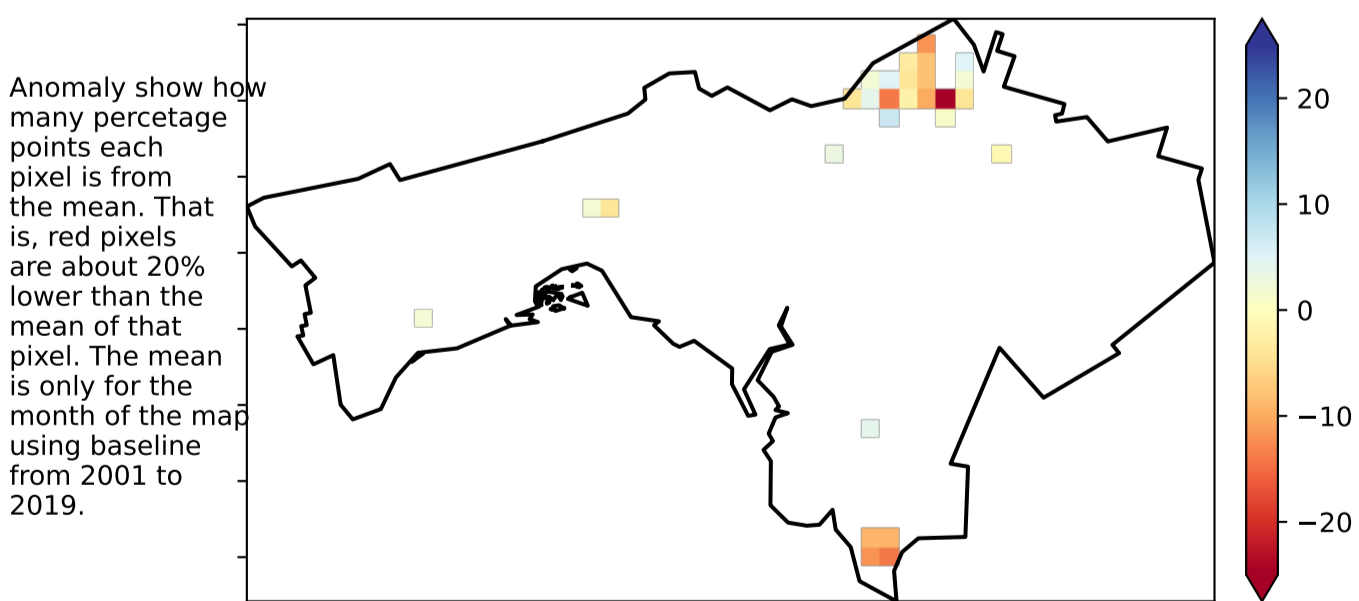 Anomaly show how
many percetage
points each
pixel is from
the mean. That
is, red pixels
are about 20%
lower than the
mean of that
pixel. The mean
is only for the
month of the map
using baseline
from 2001 to
2019.
20
10
0
−10
−20